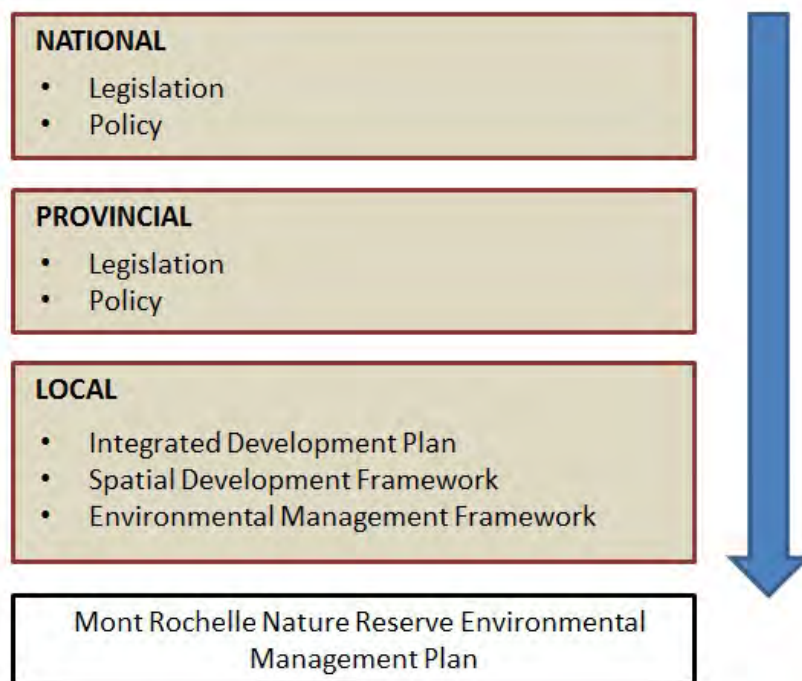 NATIONAL
• Legislation
• Policy
PROVINCIAL
• Legislation
• Policy
LOCAL
• Integrated Development Plan
• Spatial Development Framework
• Environmental Management Framework
Mont Rochelle Nature Reserve Environmental
Management Plan